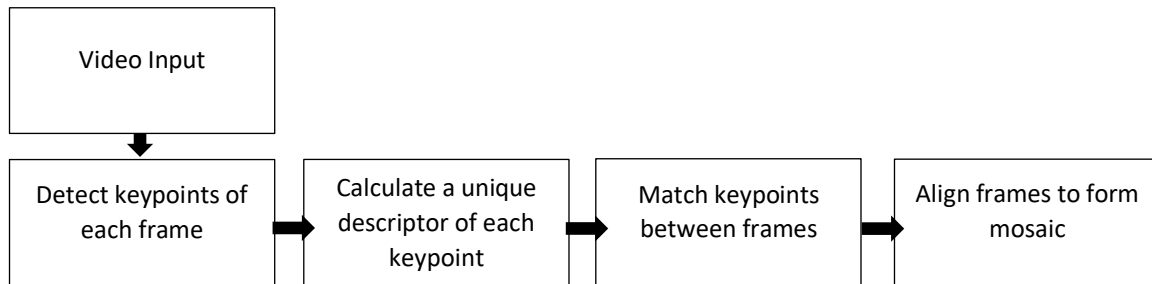 Video Input
Detect keypoints of
each frame
Calculate a unique
descriptor of each
keypoint
Match keypoints
between frames
Align frames to form
mosaic